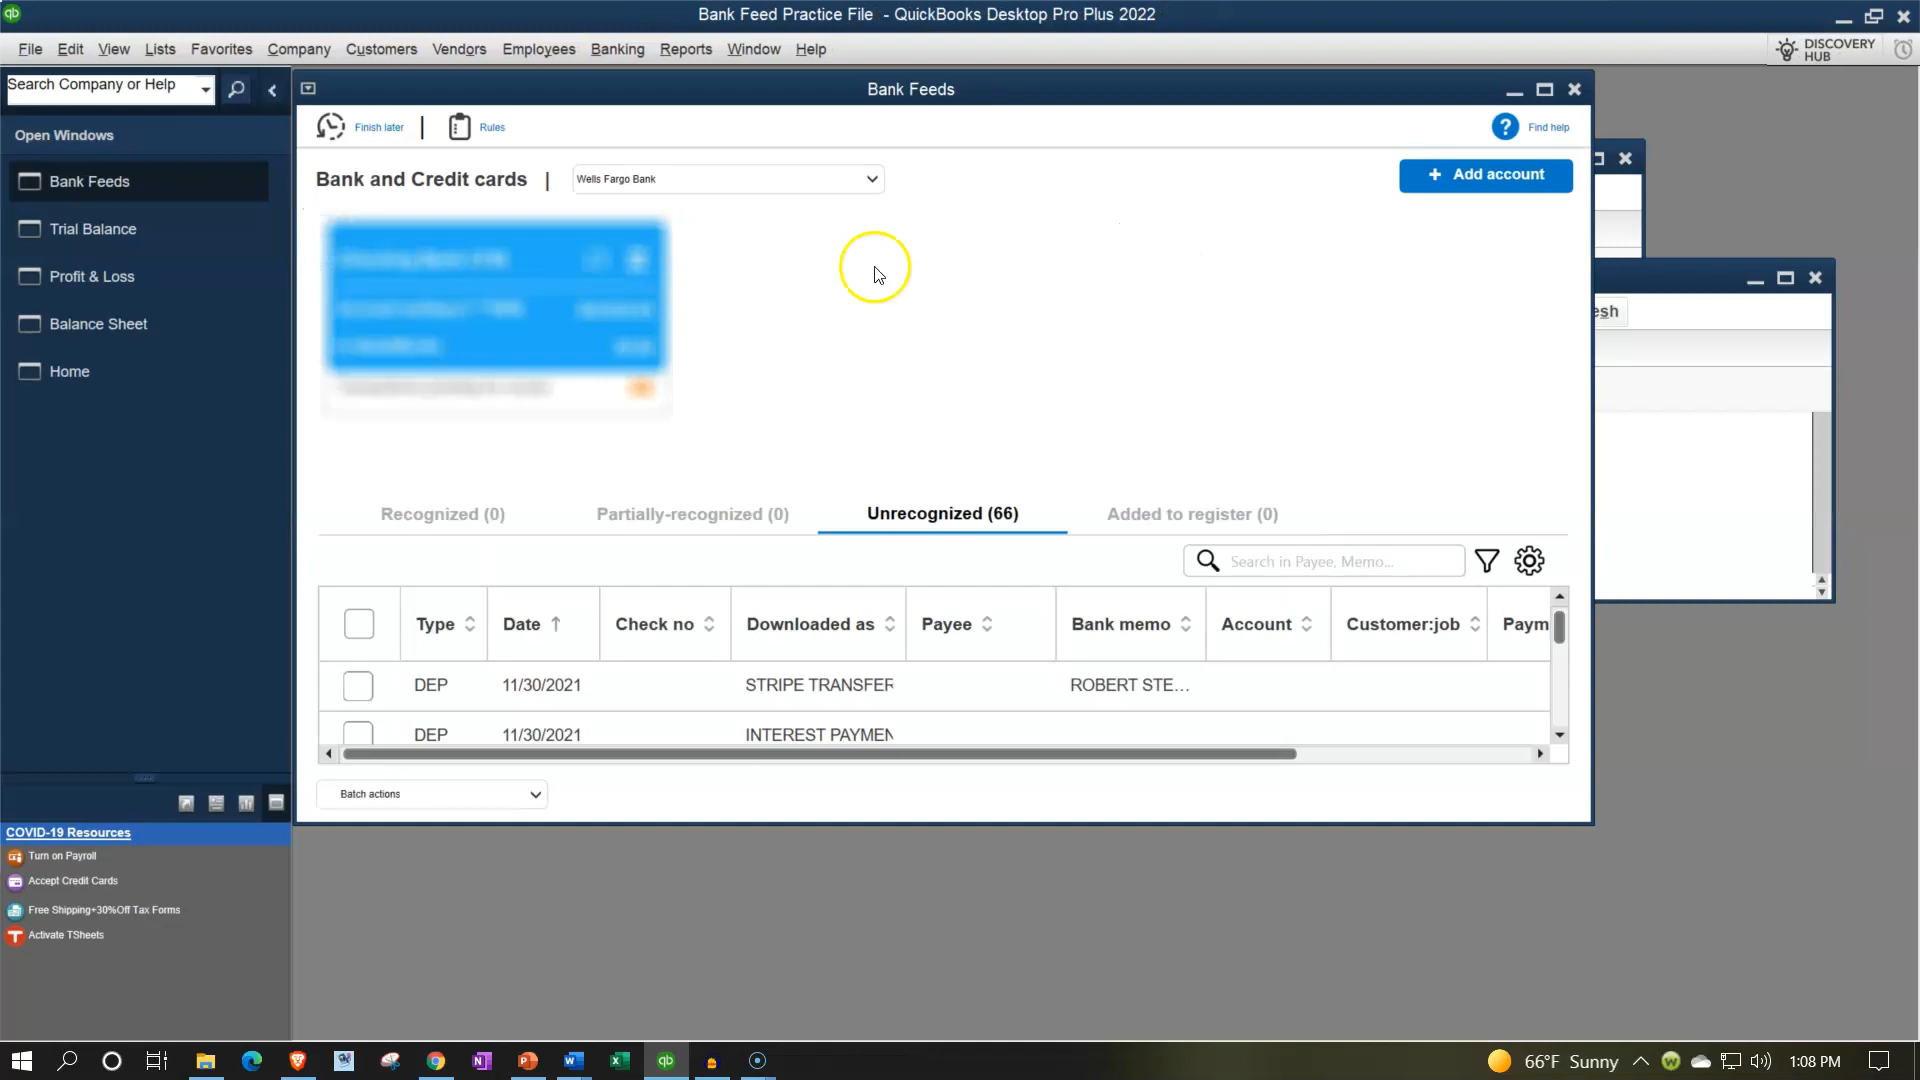 qb
Bank Feed Practice File - QuickBooks Desktop Pro Plus 2022
File Edit View Lists Favorites Company Customers Vendors Employees Banking Reports Window Help
DISCOVERY
HUB
Search Company or Help
Open Windows
Bank Feeds
Trial Balance
Profit & Loss
Balance Sheet
Home
COVID-19 Resources
Turn on Payroll
Accept Credit Cards
Free Shipping+30%Off Tax Forms
Activate TSheets
Bank Feeds
Finish later | Rules
? Find help
Bank and Credit cards | Wells Fargo Bank
+ Add account
esh
Recognized (0) Partially-recognized (0) Unrecognized (66) Added to register (0)
Search in Payee, Memo...
Type Date Check no Downloaded as Payee Bank memo Account Customer:job Paym
DEP 11/30/2021 STRIPE TRANSFER ROBERT STE...
DEP 11/30/2021 INTEREST PAYMEN
Batch actions
66°F Sunny 1:08 PM